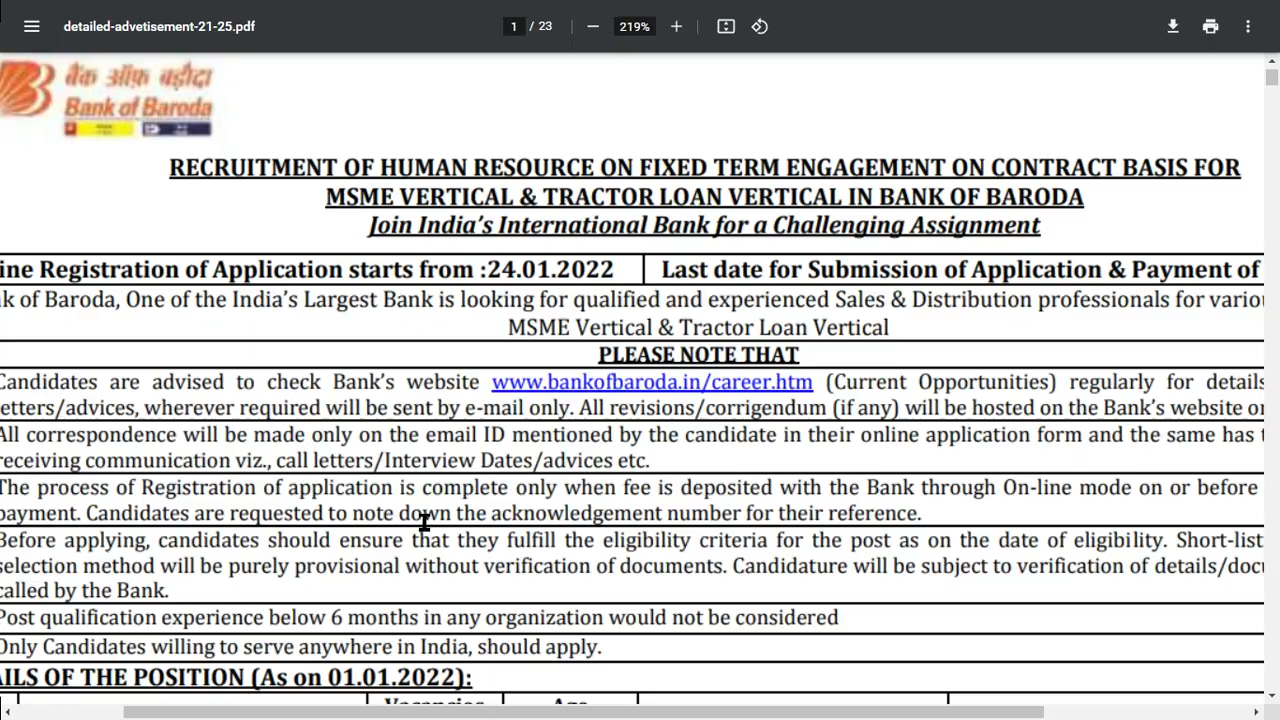 detailed-advetisement-21-25.pdf
1 / 23
219%
बैंक ऑफ़ बड़ौदा
Bank of Baroda
RECRUITMENT OF HUMAN RESOURCE ON FIXED TERM ENGAGEMENT ON CONTRACT BASIS FOR
MSME VERTICAL & TRACTOR LOAN VERTICAL IN BANK OF BARODA
Join India's International Bank for a Challenging Assignment
ine Registration of Application starts from :24.01.2022 Last date for Submission of Application & Payment of
nk of Baroda, One of the India's Largest Bank is looking for qualified and experienced Sales & Distribution professionals for variou
MSME Vertical & Tractor Loan Vertical
PLEASE NOTE THAT
Candidates are advised to check Bank's website www.bankofbaroda.in/career.htm (Current Opportunities) regularly for details
etters/advices, wherever required will be sent by e-mail only. All revisions/corrigendum (if any) will be hosted on the Bank's website on
All correspondence will be made only on the email ID mentioned by the candidate in their online application form and the same has t
receiving communication viz., call letters/Interview Dates/advices etc.
The process of Registration of application is complete only when fee is deposited with the Bank through On-line mode on or before
payment. Candidates are requested to note down the acknowledgement number for their reference.
Before applying, candidates should ensure that they fulfill the eligibility criteria for the post as on the date of eligibility. Short-list
selection method will be purely provisional without verification of documents. Candidature will be subject to verification of details/docu
called by the Bank.
Post qualification experience below 6 months in any organization would not be considered
Only Candidates willing to serve anywhere in India, should apply.
AILS OF THE POSITION (As on 01.01.2022):
Vacancies Age